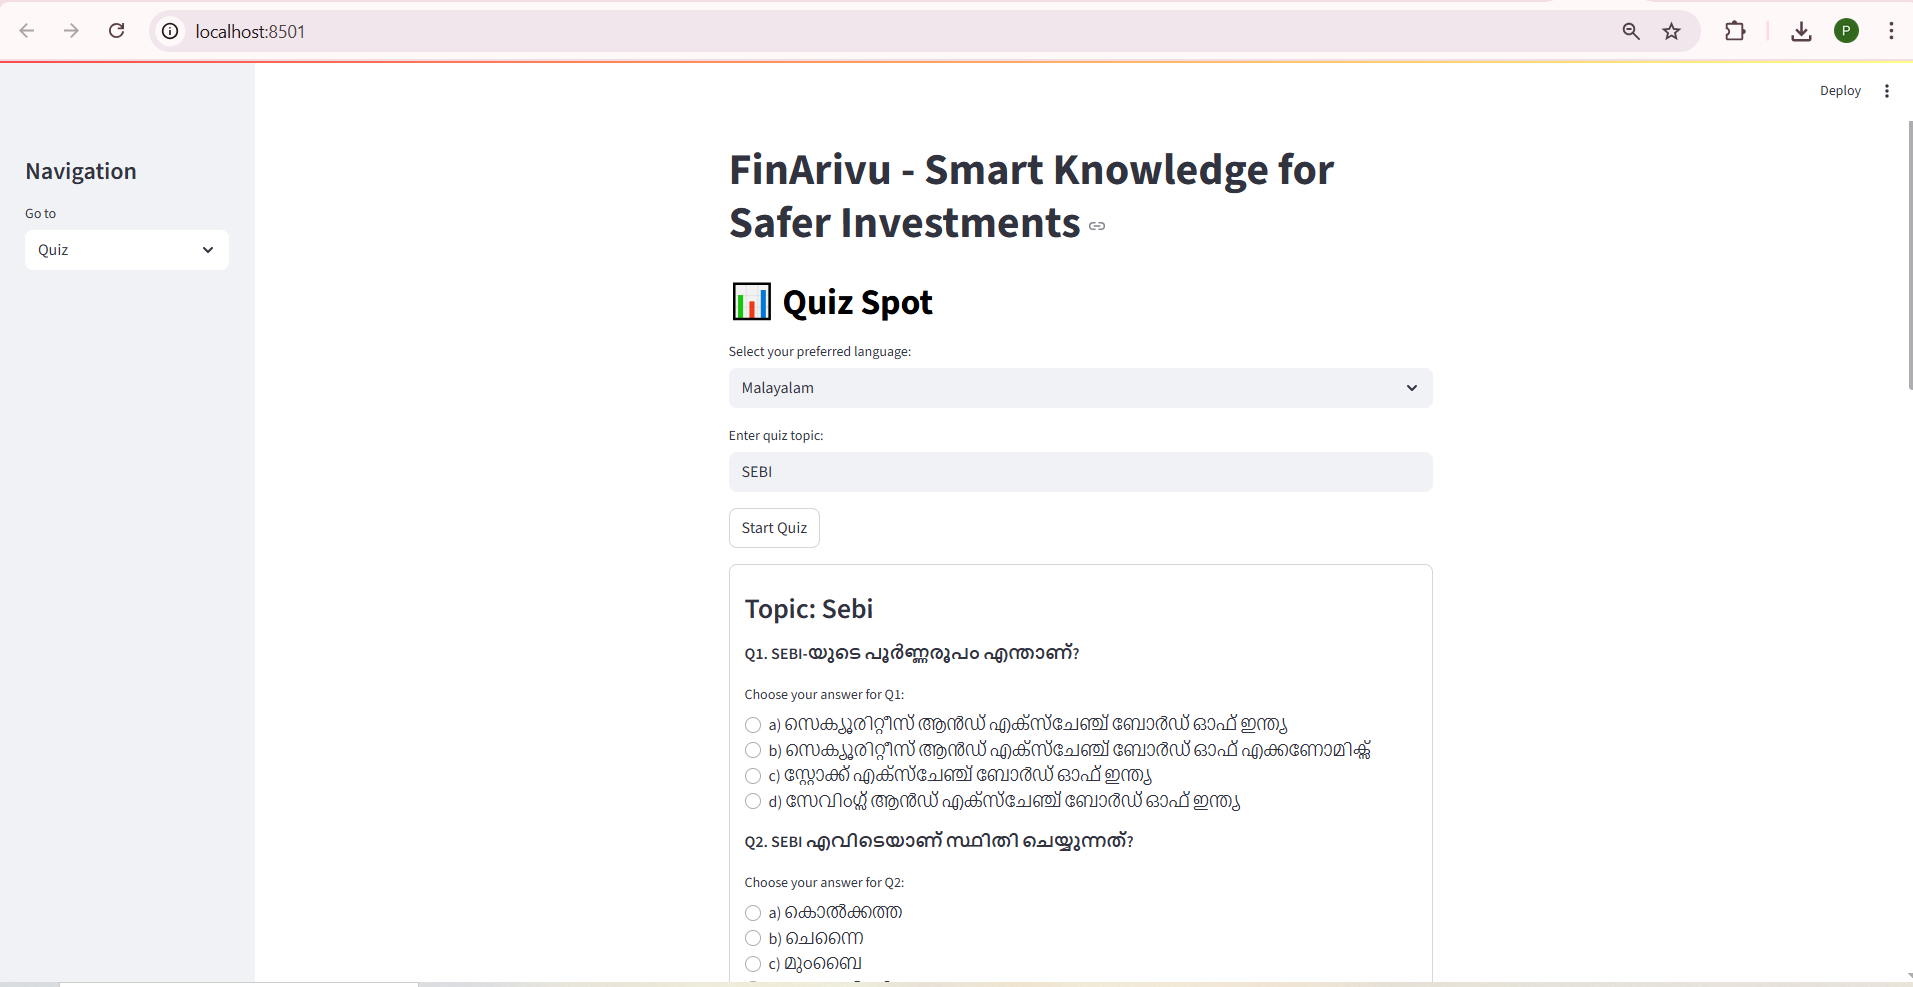 localhost:8501
P
Deploy
Navigation
Go to
Quiz
FinArivu - Smart Knowledge for
Safer Investments
Quiz Spot
Select your preferred language:
Malayalam
Enter quiz topic:
SEBI
Start Quiz
Topic: Sebi
Q1. SEBI-യുടെ പൂർണ്ണരൂപം എന്താണ്?
Choose your answer for Q1:
a) സെക്യൂരിറ്റീസ് ആൻഡ് എക്സ്ചേഞ്ച് ബോർഡ് ഓഫ് ഇന്ത്യ
b) സെക്യൂരിറ്റീസ് ആൻഡ് എക്സ്ചേഞ്ച് ബോർഡ് ഓഫ് എക്കണോമിക്സ്
c) സ്റ്റോക്ക് എക്സ്ചേഞ്ച് ബോർഡ് ഓഫ് ഇന്ത്യ
d) സേവിംഗ്സ് ആൻഡ് എക്സ്ചേഞ്ച് ബോർഡ് ഓഫ് ഇന്ത്യ
Q2. SEBI എവിടെയാണ് സ്ഥിതി ചെയ്യുന്നത്?
Choose your answer for Q2:
a) കൊൽക്കത്ത
b) ചെന്നൈ
c) മുംബൈ